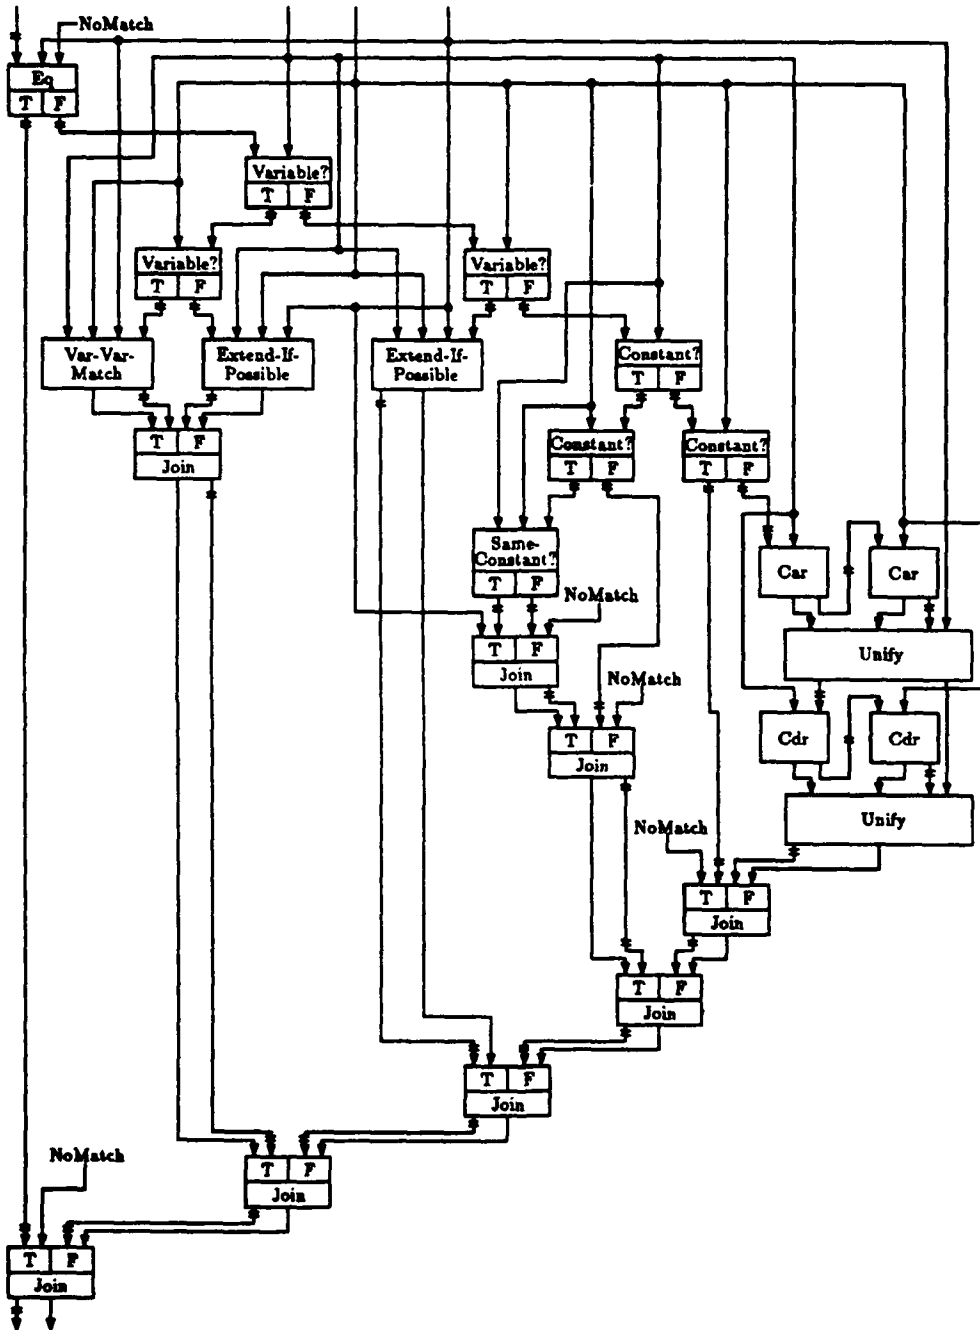 NoMatch
Eq
T F
Variable?
T F
Variable?
T F
Variable?
T F
Var-Var-
Match
Extend-If-
Possible
Extend-If-
Possible
Constant?
T F
T F
Join
Constant?
T F
Constant?
T F
Same-
Constant?
T F
Car
Car
NoMatch
T F
Join
Unify
NoMatch
T F
Join
Cdr
Cdr
Unify
NoMatch
T F
Join
T F
Join
T F
Join
NoMatch
T F
Join
T F
Join